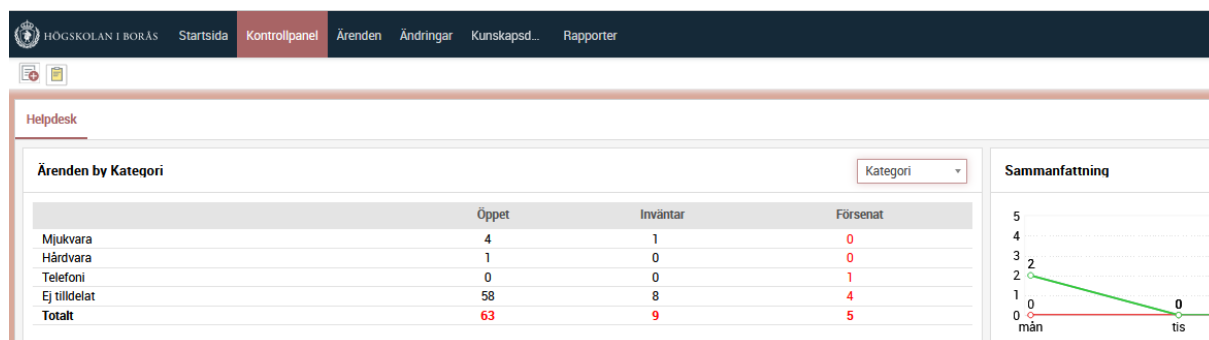 HÖGSKOLAN I BORÅS Startsida Kontrollpanel Ärenden Ändringar Kunskapsd... Rapporter
Helpdesk
Ärenden by Kategori
Kategori
Öppet Inväntar Försenat
Mjukvara 4 1 0
Hårdvara 1 0 0
Telefoni 0 0 1
Ej tilldelat 58 8 4
Totalt 63 9 5
Sammanfattning
5
4
3
2
2
1
0 0
0
mån tis